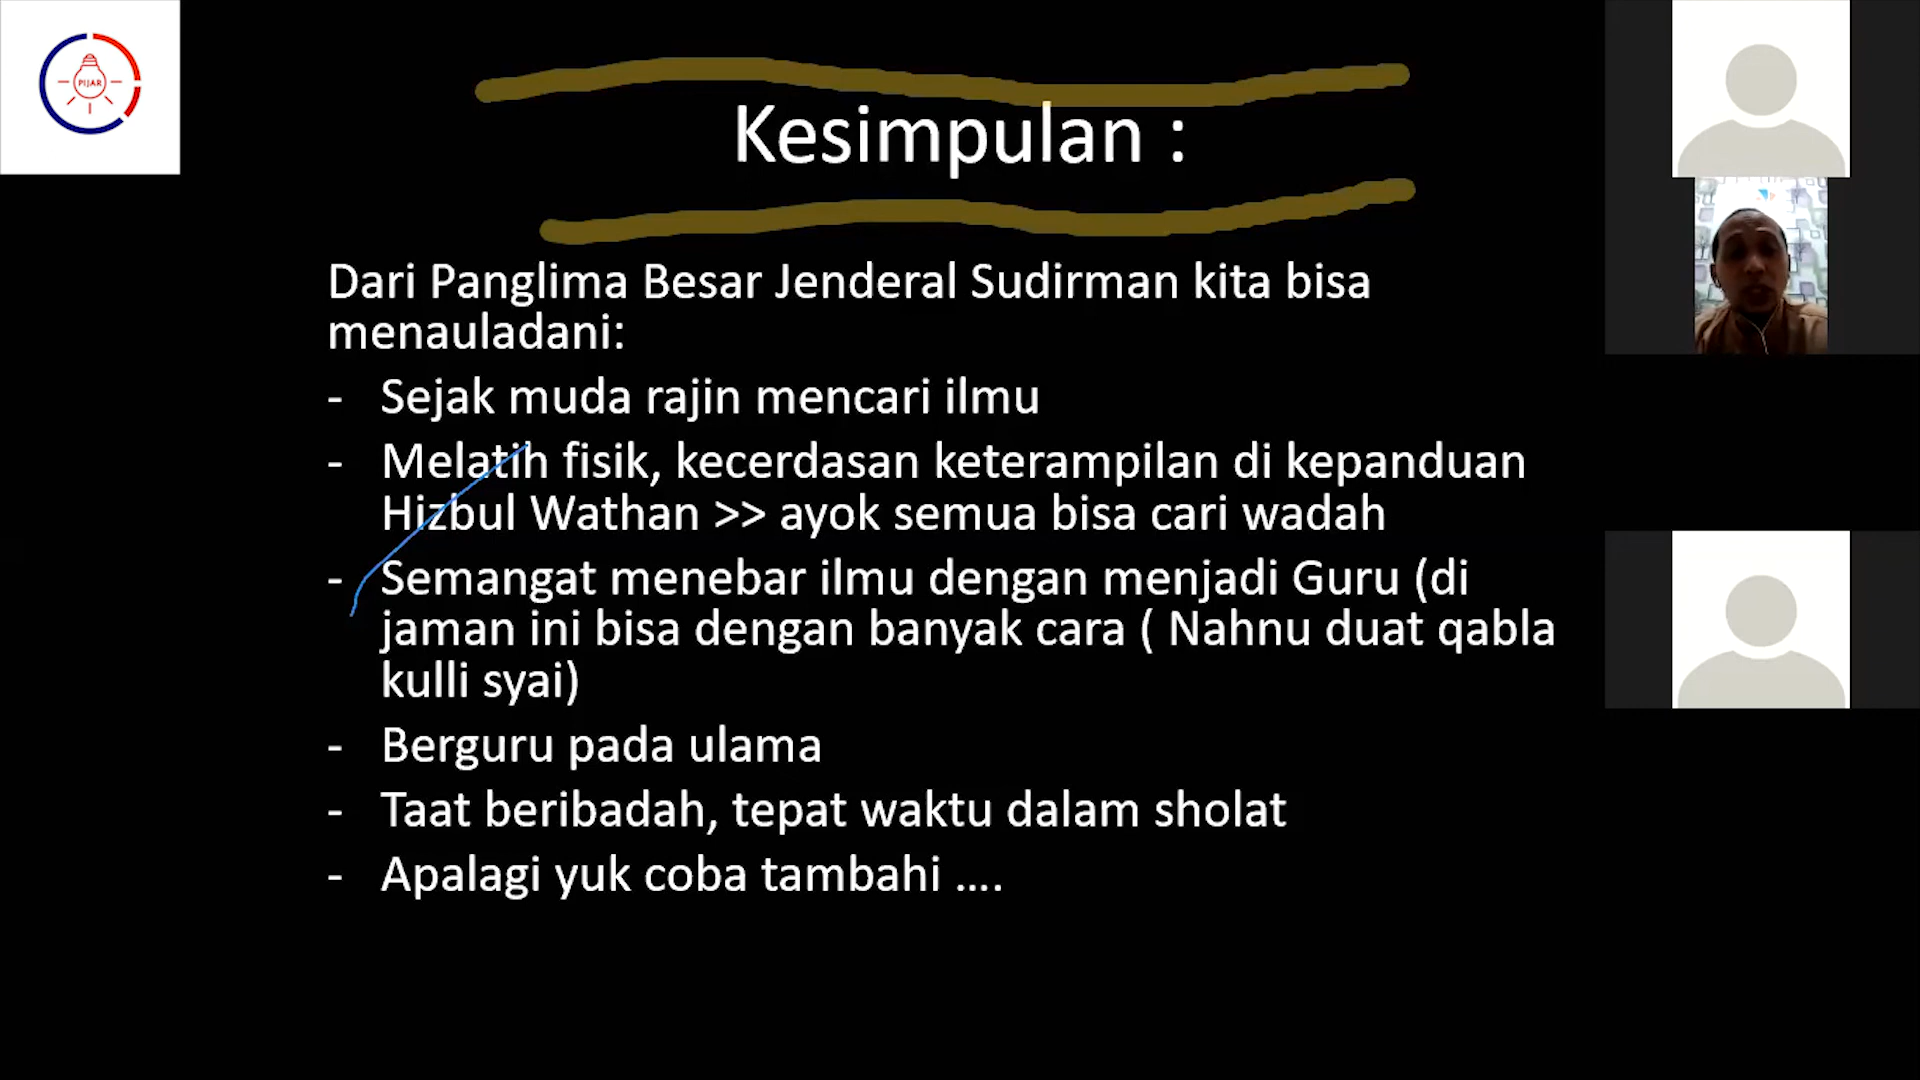 PIJAR
Kesimpulan :
Dari Panglima Besar Jenderal Sudirman kita bisa
menauladani:
- Sejak muda rajin mencari ilmu
- Melatih fisik, kecerdasan keterampilan di kepanduan
Hizbul Wathan >> ayok semua bisa cari wadah
- Semangat menebar ilmu dengan menjadi Guru (di
jaman ini bisa dengan banyak cara ( Nahnu duat qabla
kulli syai)
- Berguru pada ulama
- Taat beribadah, tepat waktu dalam sholat
- Apalagi yuk coba tambahi ....